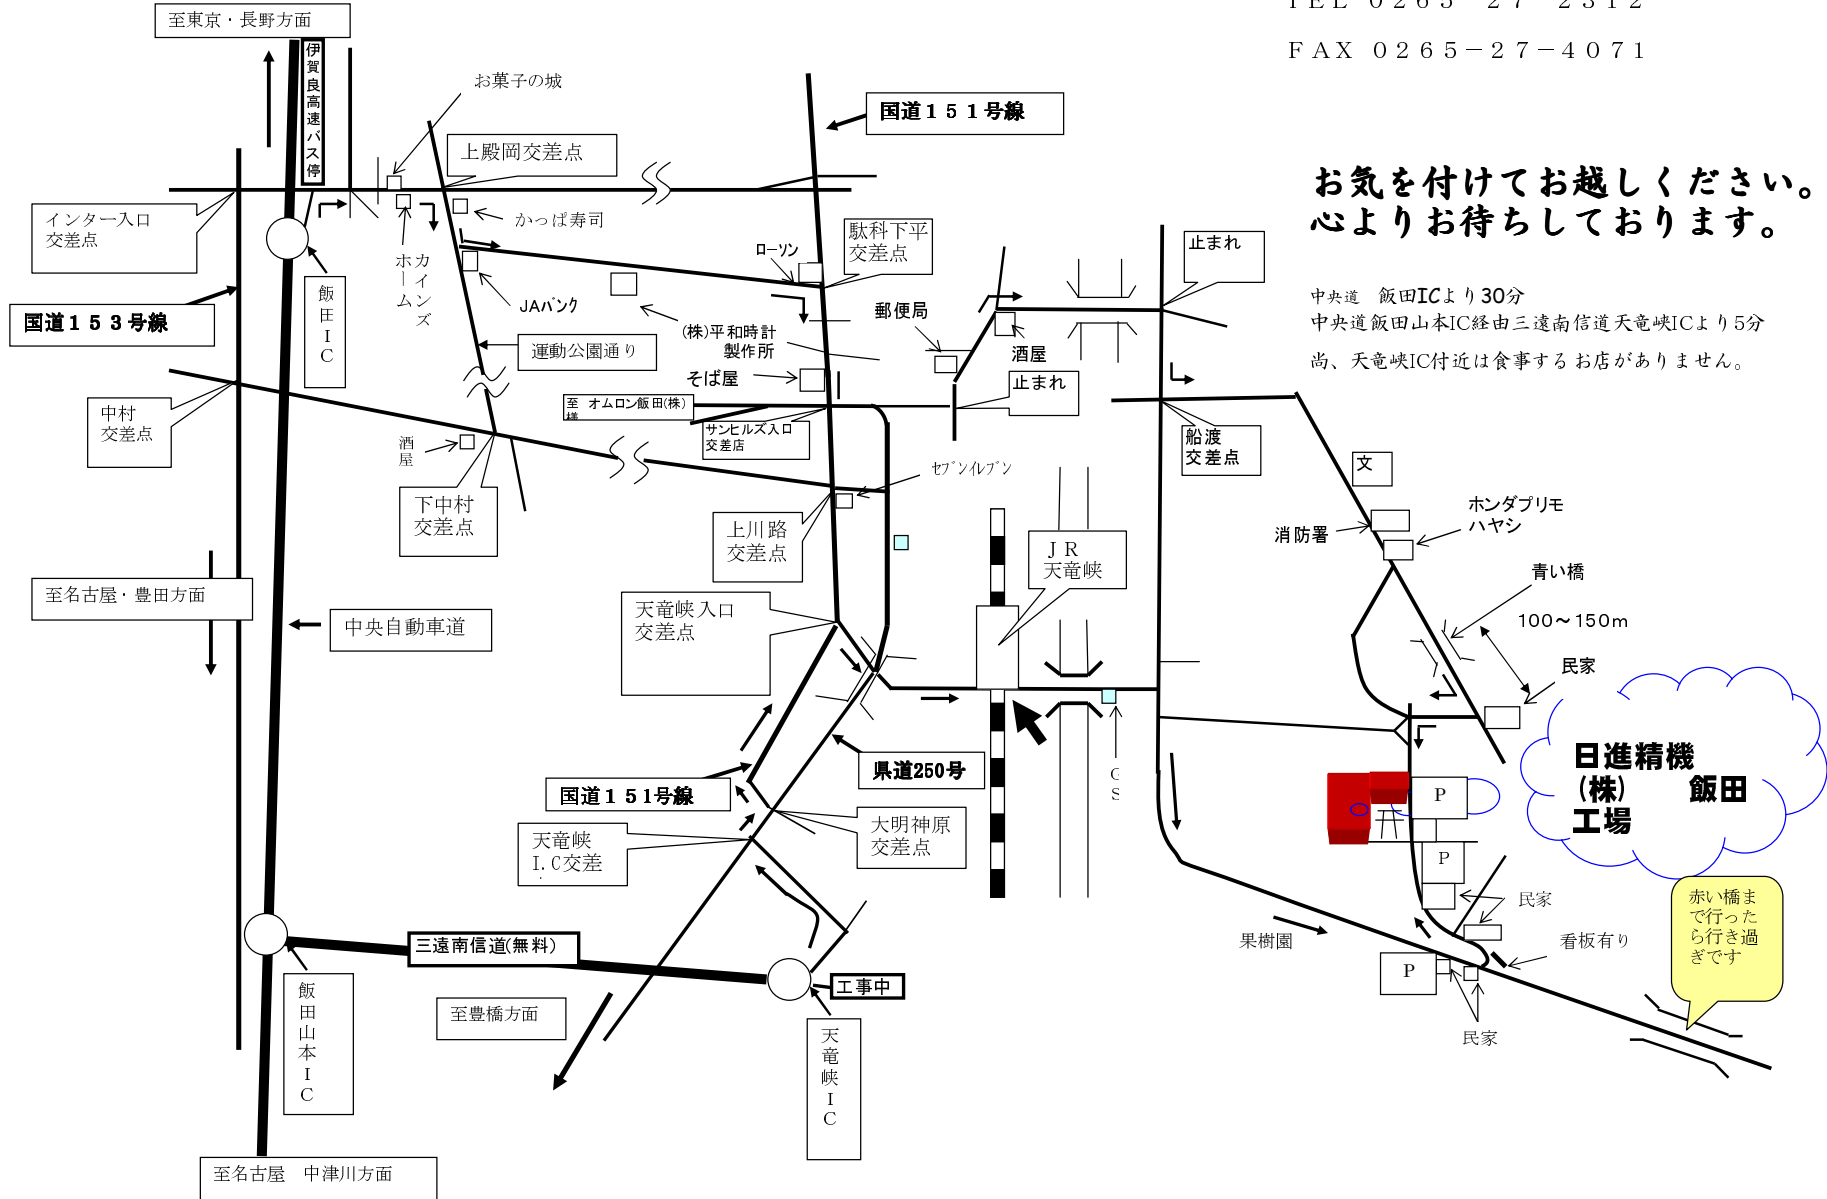 至東京・長野方面
TEL 0265-27-2312
FAX 0265-27-4071
伊賀良高速バス停
お菓子の城
国道１５１号線
上殿岡交差点
お気を付けてお越しください。
心よりお待ちしております。
インター入口
交差点
かっぱ寿司
駄科下平
交差点
ローソン
止まれ
カインズ
ホーム
飯田ＩＣ
JAバンク
郵便局
中央道　飯田ICより30分
中央道飯田山本IC経由三遠南信道天竜峡ICより5分
尚、天竜峡IC付近は食事するお店がありません。
国道１５３号線
運動公園通り
(株)平和時計
製作所
酒屋
そば屋
止まれ
至　オムロン飯田(株)
様
サンヒルズ入口
交差店
中村
交差点
酒屋
船渡
交差点
文
セブンイレブン
下中村
交差点
上川路
交差点
ＪＲ
天竜峡
消防署
ホンダプリモ
ハヤシ
青い橋
至名古屋・豊田方面
中央自動車道
天竜峡入口
交差点
100～150m
民家
日進精機
(株)　飯田
工場
県道250号
国道１５１号線
GS
P
天竜峡
I.C交差
大明神原
交差点
P
民家
赤い橋ま
で行った
ら行き過
ぎです
果樹園
看板有り
三遠南信道(無料)
P
工事中
飯田山本ＩＣ
至豊橋方面
天竜峡ＩＣ
民家
至名古屋　中津川方面